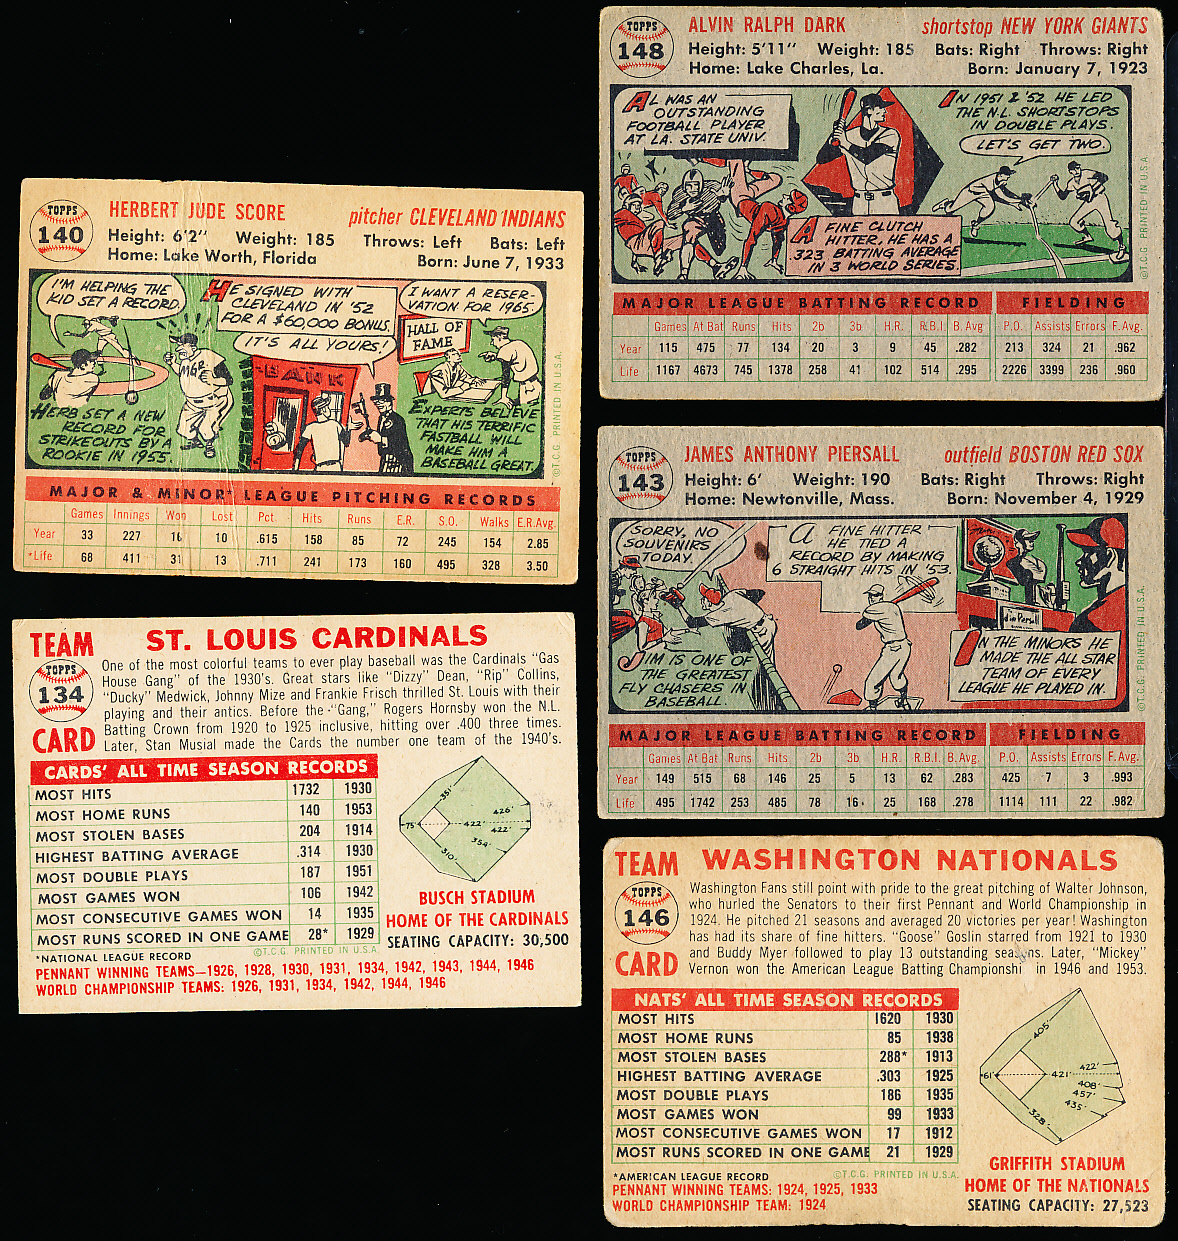 TOPPS
140
HERBERT JUDE SCORE pitcher CLEVELAND INDIANS
Height: 6'2" Weight: 185 Throws: Left Bats: Left
Home: Lake Worth, Florida Born: June 7, 1933
I'M HELPING THE
KID SET A RECORD.
MGR.
HERB SET A NEW
RECORD FOR
STRIKEOUTS BY A
ROOKIE IN 1955.
HE SIGNED WITH
CLEVELAND IN '52
FOR A $60,000 BONUS.
IT'S ALL YOURS!
BANK
I WANT A RESER-
VATION FOR 1965.
HALL OF
FAME
EXPERTS BELIEVE
THAT HIS TERRIFIC
FASTBALL WILL
MAKE HIM A
BASEBALL GREAT.
©T.C.G. PRINTED IN U.S.A.
MAJOR & MINOR* LEAGUE PITCHING RECORDS
Games Innings Won Lost Pct. Hits Runs E.R. S.O. Walks E.R.Avg.
Year 33 227 16 10 .615 158 85 72 245 154 2.85
*Life 68 411 31 13 .711 241 173 160 495 328 3.50
TEAM
TOPPS
134
CARD
ST. LOUIS CARDINALS
One of the most colorful teams to ever play baseball was the Cardinals "Gas
House Gang" of the 1930's. Great stars like "Dizzy" Dean, "Rip" Collins,
"Ducky" Medwick, Johnny Mize and Frankie Frisch thrilled St. Louis with their
playing and their antics. Before the "Gang," Rogers Hornsby won the N.L.
Batting Crown from 1920 to 1925 inclusive, hitting over .400 three times.
Later, Stan Musial made the Cards the number one team of the 1940's.
CARDS' ALL TIME SEASON RECORDS
MOST HITS 1732 1930
MOST HOME RUNS 140 1953
MOST STOLEN BASES 204 1914
HIGHEST BATTING AVERAGE .314 1930
MOST DOUBLE PLAYS 187 1951
MOST GAMES WON 106 1942
MOST CONSECUTIVE GAMES WON 14 1935
MOST RUNS SCORED IN ONE GAME 28* 1929
*NATIONAL LEAGUE RECORD
©T.C.G. PRINTED IN U.S.A.
PENNANT WINNING TEAMS—1926, 1928, 1930, 1931, 1934, 1942, 1943, 1944, 1946
WORLD CHAMPIONSHIP TEAMS: 1926, 1931, 1934, 1942, 1944, 1946
351'
426'
75'
422'
422'
354'
310'
BUSCH STADIUM
HOME OF THE CARDINALS
SEATING CAPACITY: 30,500
TOPPS
148
ALVIN RALPH DARK shortstop NEW YORK GIANTS
Height: 5'11" Weight: 185 Bats: Right Throws: Right
Home: Lake Charles, La. Born: January 7, 1923
AL WAS AN
OUTSTANDING
FOOTBALL PLAYER
AT LA. STATE UNIV.
A FINE CLUTCH
HITTER, HE HAS A
323 BATTING AVERAGE
IN 3 WORLD SERIES.
IN 1951 & '52 HE LED
THE N.L. SHORTSTOPS
IN DOUBLE PLAYS.
LET'S GET TWO.
©T.C.G. PRINTED IN U.S.A.
MAJOR LEAGUE BATTING RECORD FIELDING
Games At Bat Runs Hits 2b 3b H.R. R.B.I. B. Avg P.O. Assists Errors F. Avg.
Year 115 475 77 134 20 3 9 45 .282 213 324 21 .962
Life 1167 4673 745 1378 258 41 102 514 .295 2226 3399 236 .960
TOPPS
143
JAMES ANTHONY PIERSALL outfield BOSTON RED SOX
Height: 6' Weight: 190 Bats: Right Throws: Right
Home: Newtonville, Mass. Born: November 4, 1929
SORRY, NO
SOUVENIRS
TODAY.
JIM IS ONE OF
THE GREATEST
FLY CHASERS IN
BASEBALL.
A FINE HITTER
HE TIED A
RECORD BY MAKING
6 STRAIGHT HITS IN '53.
Jim Piersall
IN THE MINORS HE
MADE THE ALL STAR
TEAM OF EVERY
LEAGUE HE PLAYED IN.
©T.C.G. PRINTED IN U.S.A.
MAJOR LEAGUE BATTING RECORD FIELDING
Games At Bat Runs Hits 2b 3b H.R. R.B.I. B. Avg P.O. Assists Errors F. Avg.
Year 149 515 68 146 25 5 13 62 .283 425 7 3 .993
Life 495 1742 253 485 78 16 25 168 .278 1114 111 22 .982
TEAM
TOPPS
146
CARD
WASHINGTON NATIONALS
Washington Fans still point with pride to the great pitching of Walter Johnson,
who hurled the Senators to their first Pennant and World Championship in
1924. He pitched 21 seasons and averaged 20 victories per year! Washington
has had its share of fine hitters. "Goose" Goslin starred from 1921 to 1930
and Buddy Myer followed to play 13 outstanding seasons. Later, "Mickey"
Vernon won the American League Batting Championshi in 1946 and 1953.
NATS' ALL TIME SEASON RECORDS
MOST HITS 1620 1930
MOST HOME RUNS 85 1938
MOST STOLEN BASES 288* 1913
HIGHEST BATTING AVERAGE .303 1925
MOST DOUBLE PLAYS 186 1935
MOST GAMES WON 99 1933
MOST CONSECUTIVE GAMES WON 17 1912
MOST RUNS SCORED IN ONE GAME 21 1929
*AMERICAN LEAGUE RECORD
©T.C.G. PRINTED IN U.S.A.
PENNANT WINNING TEAMS: 1924, 1925, 1933
WORLD CHAMPIONSHIP TEAM: 1924
405'
61'
421'
422'
408'
457'
435'
328'
GRIFFITH STADIUM
HOME OF THE NATIONALS
SEATING CAPACITY: 27,523